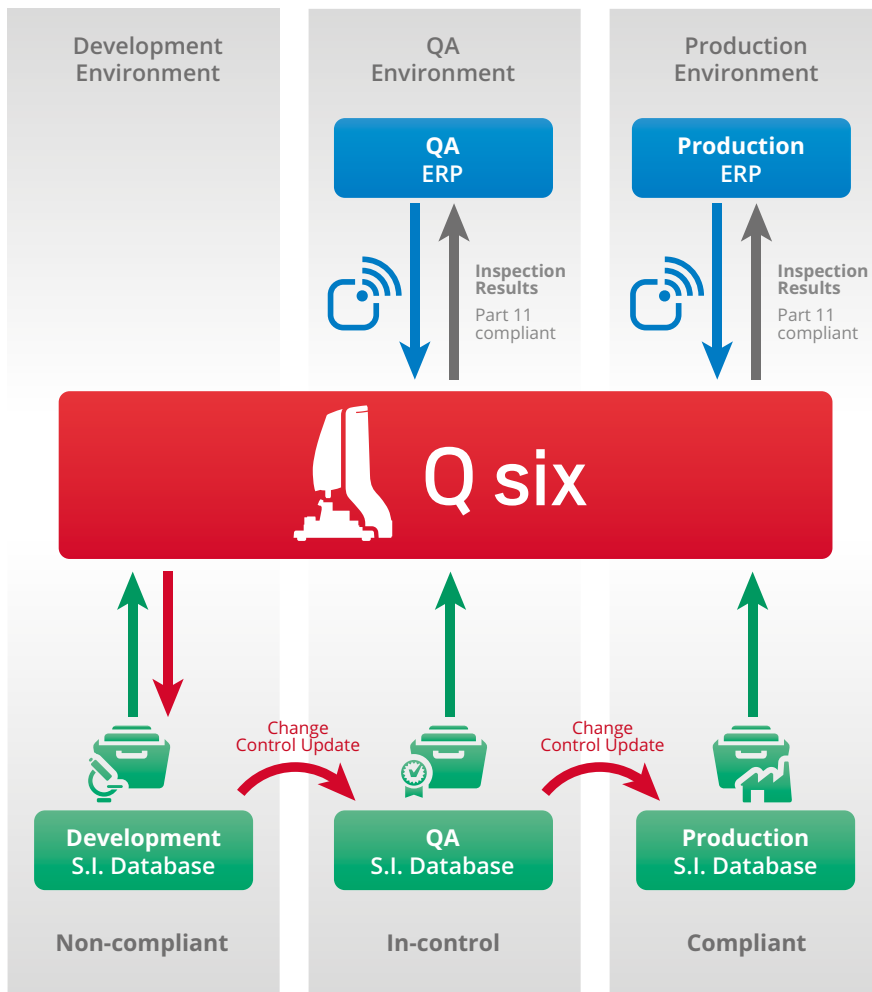 Development
Environment
QA
Environment
Production
Environment
QA
ERP
Production
ERP
Inspection
Results
Part 11
compliant
Inspection
Results
Part 11
compliant
Q six
Change
Control Update
Change
Control Update
Development
S.I. Database
QA
S.I. Database
Production
S.I. Database
Non-compliant
In-control
Compliant